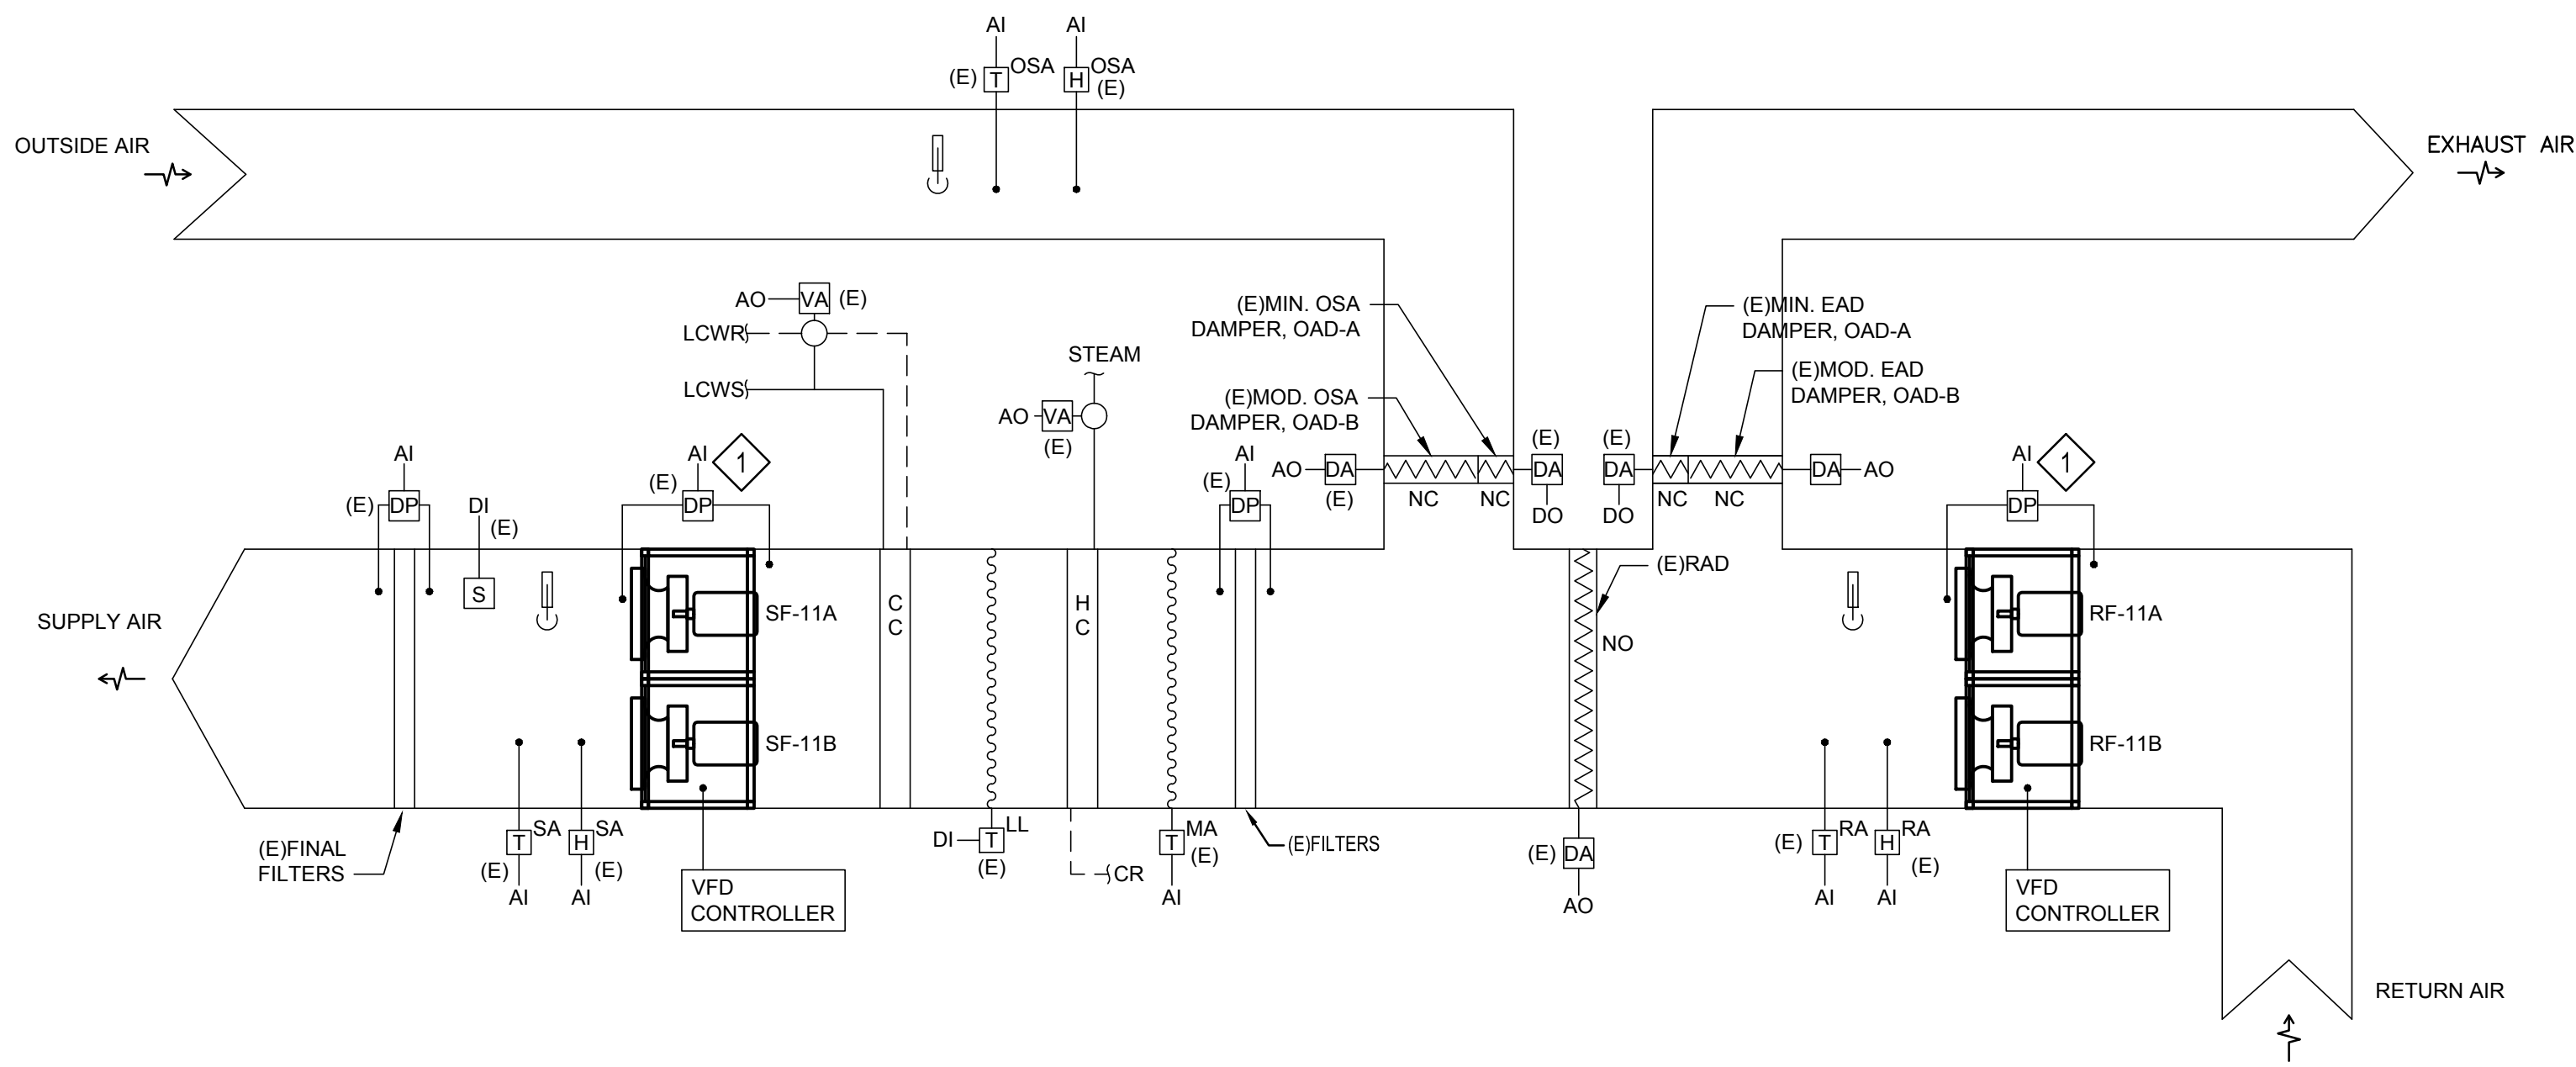 AI
AI
(E)
T
OSA
H
OSA
(E)
OUTSIDE AIR
EXHAUST AIR
AO
VA
(E)
LCWR
LCWS
STEAM
AO
VA
(E)
(E)MIN. OSA
DAMPER, OAD-A
(E)MOD. OSA
DAMPER, OAD-B
(E)MIN. EAD
DAMPER, OAD-A
(E)MOD. EAD
DAMPER, OAD-B
AI
(E)
DP
DI
(E)
S
AI
1
(E)
DP
AI
(E)
DP
AO
DA
(E)
NC
NC
(E)
DA
DO
(E)
DA
DO
NC
NC
DA
AO
AI
1
DP
(E)RAD
NO
SUPPLY AIR
SF-11A
SF-11B
C
C
H
C
RF-11A
RF-11B
(E)FINAL
FILTERS
T
SA
(E)
AI
H
SA
(E)
AI
VFD
CONTROLLER
DI
T
LL
(E)
CR
T
MA
(E)
AI
(E)FILTERS
(E)
DA
AO
(E)
T
RA
AI
H
RA
(E)
AI
VFD
CONTROLLER
RETURN AIR